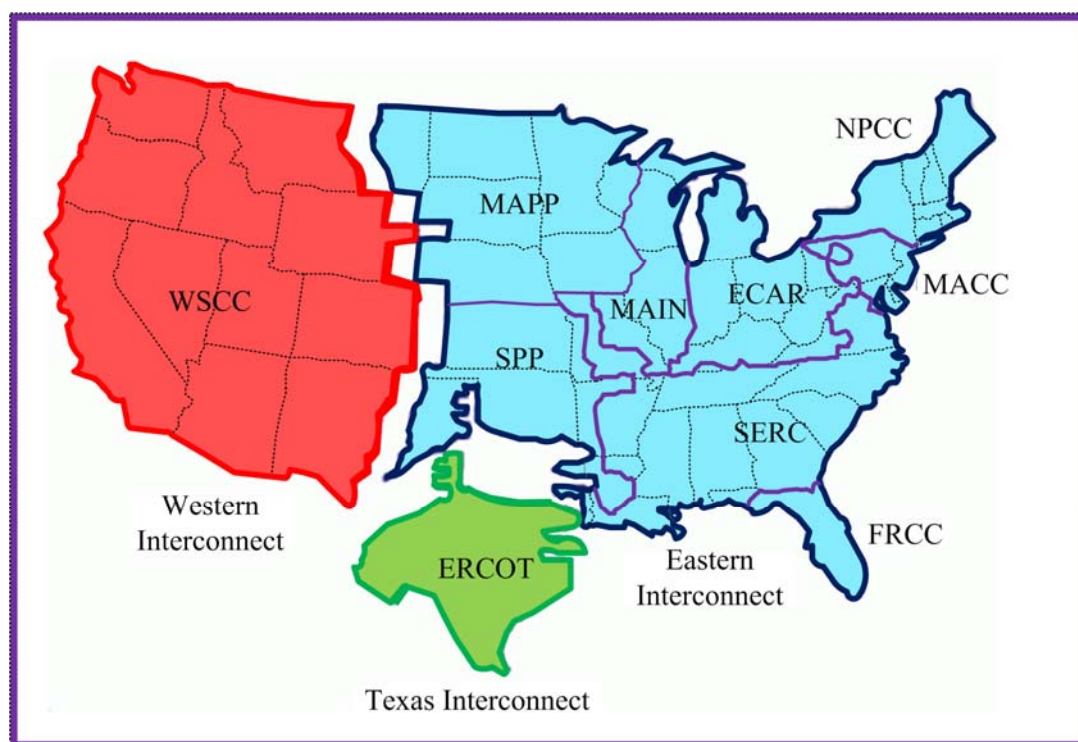 NPCC
MAPP
MACC
WSCC
MAIN
ECAR
SPP
SERC
Western
Interconnect
FRCC
ERCOT
Eastern
Interconnect
Texas Interconnect